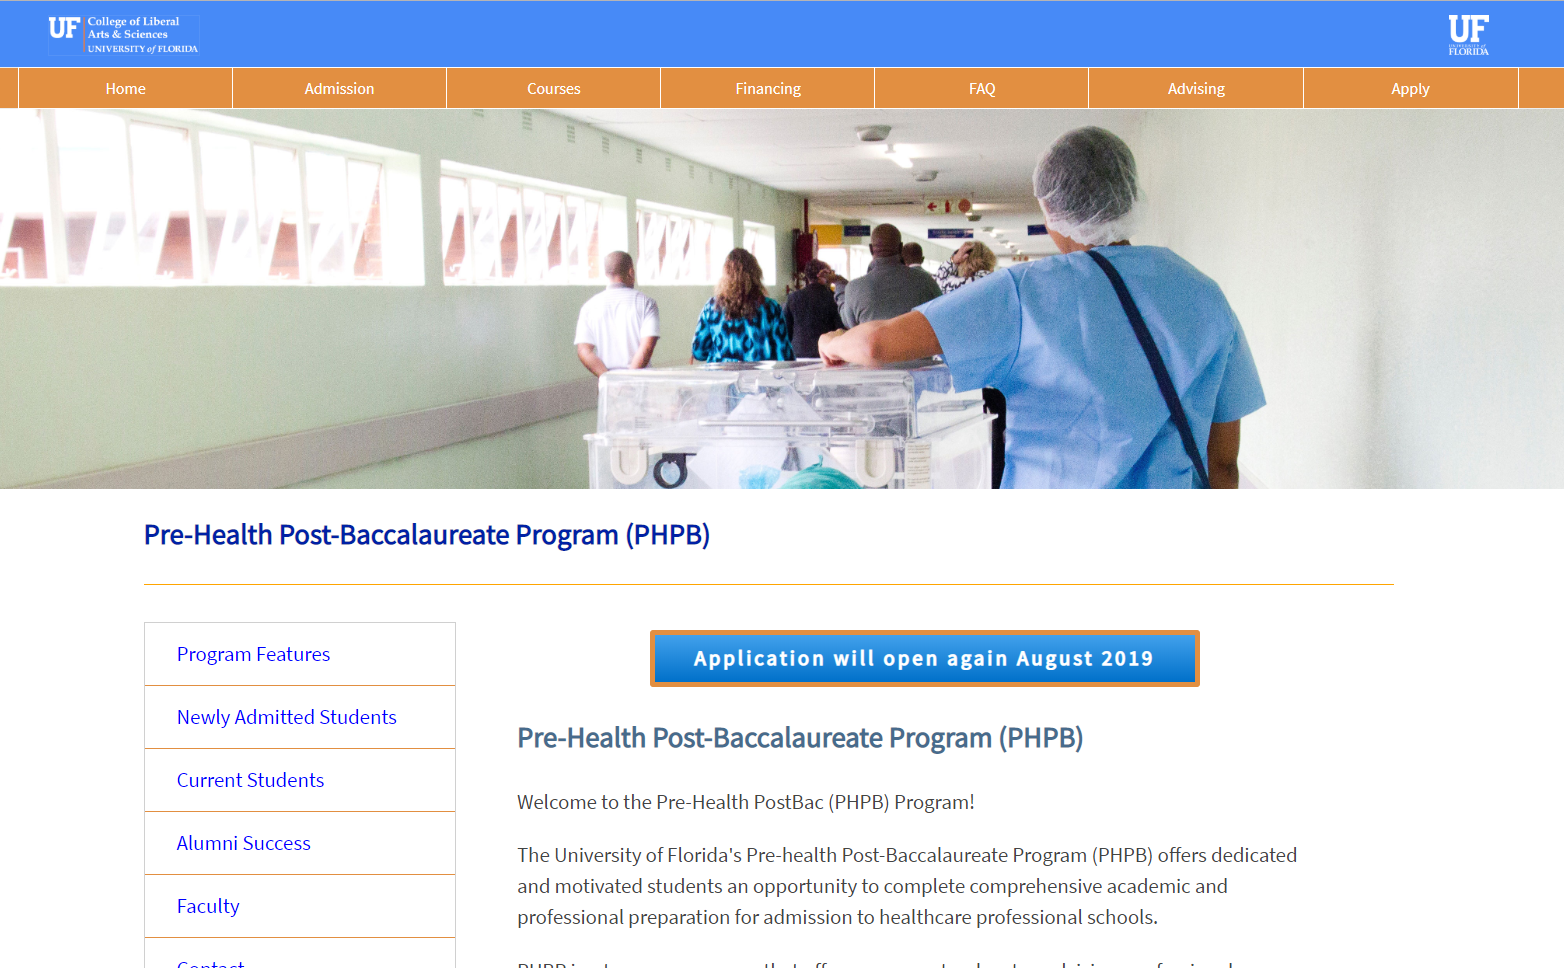 UF
College of Liberal
Arts & Sciences
UNIVERSITY of FLORIDA
UF
UNIVERSITY of
FLORIDA
Home
Admission
Courses
Financing
FAQ
Advising
Apply
Pre-Health Post-Baccalaureate Program (PHPB)
Program Features
Newly Admitted Students
Current Students
Alumni Success
Faculty
Contact
Application will open again August 2019
Pre-Health Post-Baccalaureate Program (PHPB)
Welcome to the Pre-Health PostBac (PHPB) Program!
The University of Florida's Pre-health Post-Baccalaureate Program (PHPB) offers dedicated
and motivated students an opportunity to complete comprehensive academic and
professional preparation for admission to healthcare professional schools.